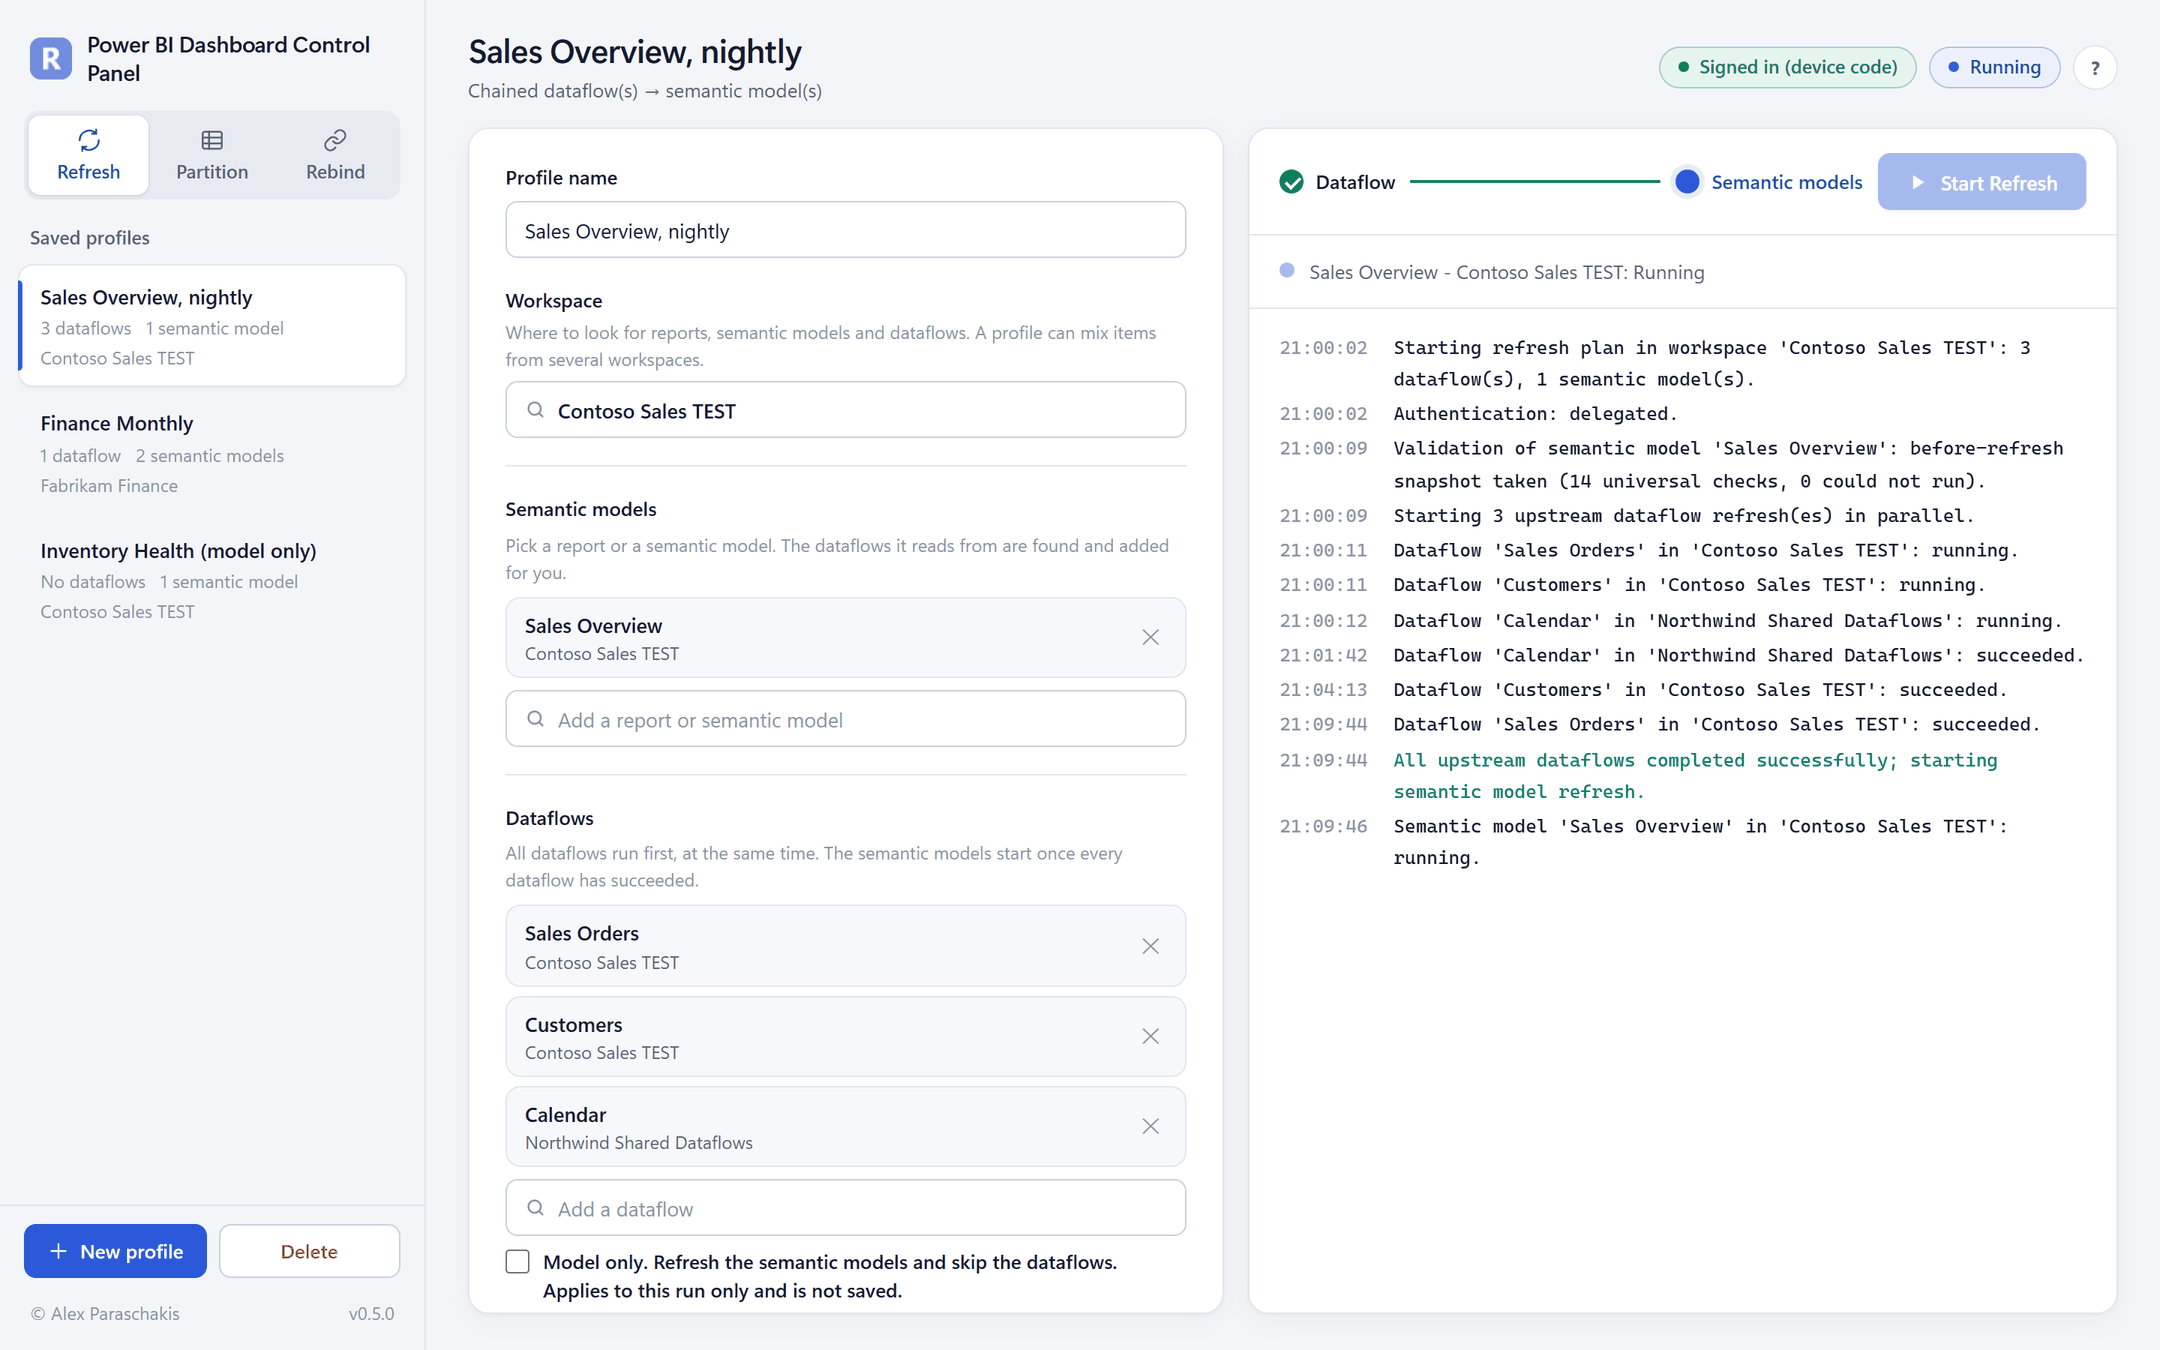 R
Power BI Dashboard Control
Panel
Refresh
Partition
Rebind
Saved profiles
Sales Overview, nightly
3 dataflows 1 semantic model
Contoso Sales TEST
Finance Monthly
1 dataflow 2 semantic models
Fabrikam Finance
Inventory Health (model only)
No dataflows 1 semantic model
Contoso Sales TEST
+ New profile
Delete
© Alex Paraschakis
v0.5.0
Sales Overview, nightly
Chained dataflow(s) → semantic model(s)
Signed in (device code)
Running
?
Profile name
Sales Overview, nightly
Workspace
Where to look for reports, semantic models and dataflows. A profile can mix items
from several workspaces.
Contoso Sales TEST
Semantic models
Pick a report or a semantic model. The dataflows it reads from are found and added
for you.
Sales Overview
Contoso Sales TEST
Add a report or semantic model
Dataflows
All dataflows run first, at the same time. The semantic models start once every
dataflow has succeeded.
Sales Orders
Contoso Sales TEST
Customers
Contoso Sales TEST
Calendar
Northwind Shared Dataflows
Add a dataflow
Model only. Refresh the semantic models and skip the dataflows.
Applies to this run only and is not saved.
Dataflow
Semantic models
Start Refresh
Sales Overview - Contoso Sales TEST: Running
21:00:02 Starting refresh plan in workspace 'Contoso Sales TEST': 3
dataflow(s), 1 semantic model(s).
21:00:02 Authentication: delegated.
21:00:09 Validation of semantic model 'Sales Overview': before-refresh
snapshot taken (14 universal checks, 0 could not run).
21:00:09 Starting 3 upstream dataflow refresh(es) in parallel.
21:00:11 Dataflow 'Sales Orders' in 'Contoso Sales TEST': running.
21:00:11 Dataflow 'Customers' in 'Contoso Sales TEST': running.
21:00:12 Dataflow 'Calendar' in 'Northwind Shared Dataflows': running.
21:01:42 Dataflow 'Calendar' in 'Northwind Shared Dataflows': succeeded.
21:04:13 Dataflow 'Customers' in 'Contoso Sales TEST': succeeded.
21:09:44 Dataflow 'Sales Orders' in 'Contoso Sales TEST': succeeded.
21:09:44 All upstream dataflows completed successfully; starting
semantic model refresh.
21:09:46 Semantic model 'Sales Overview' in 'Contoso Sales TEST':
running.